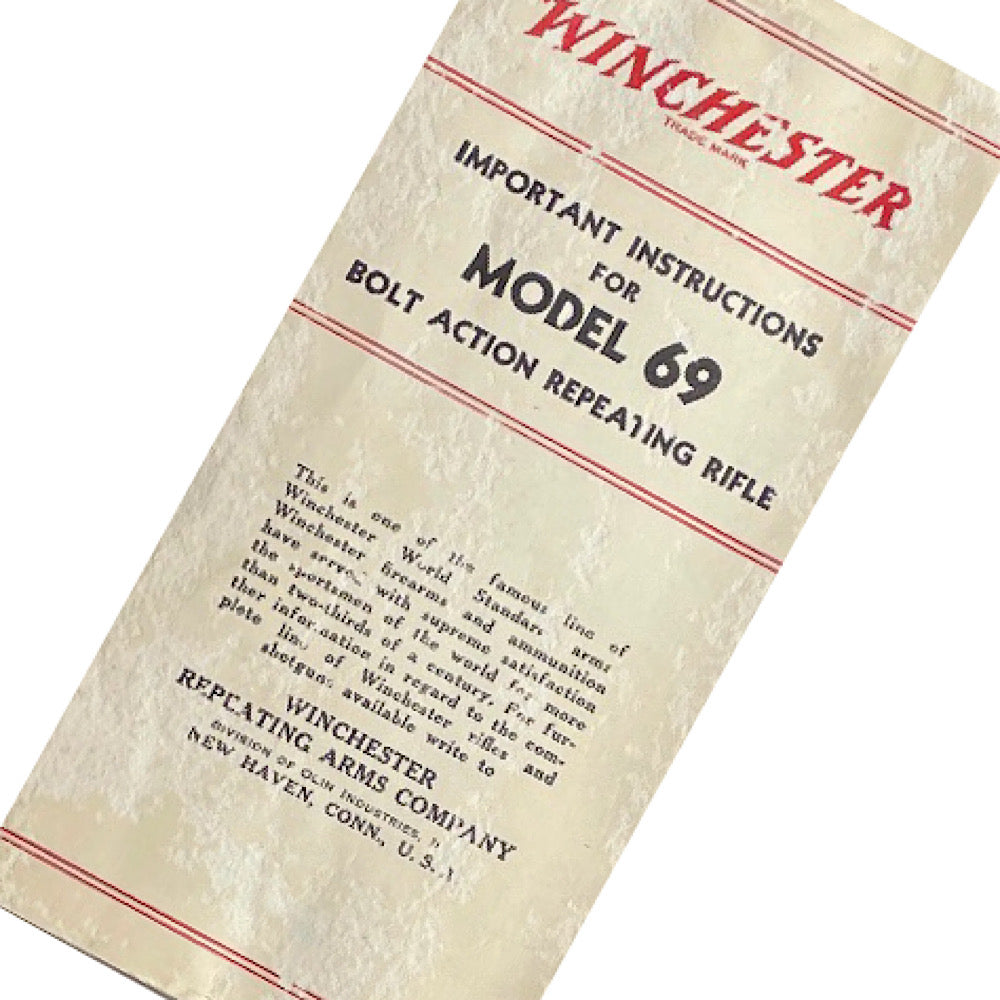 WINCHESTER
TRADE MARK
IMPORTANT INSTRUCTIONS
FOR
MODEL 69
BOLT ACTION REPEATING RIFLE
This is one of the famous line of
Winchester World Standard arms
Winchester firearms and ammunition
have served with supreme satisfaction
the sportsmen of the world for more
than two-thirds of a century. For fur-
ther information in regard to the com-
plete line of Winchester rifles and
shotguns available write to
WINCHESTER
REPEATING ARMS COMPANY
DIVISION OF OLIN INDUSTRIES,
NEW HAVEN, CONN., U. S.